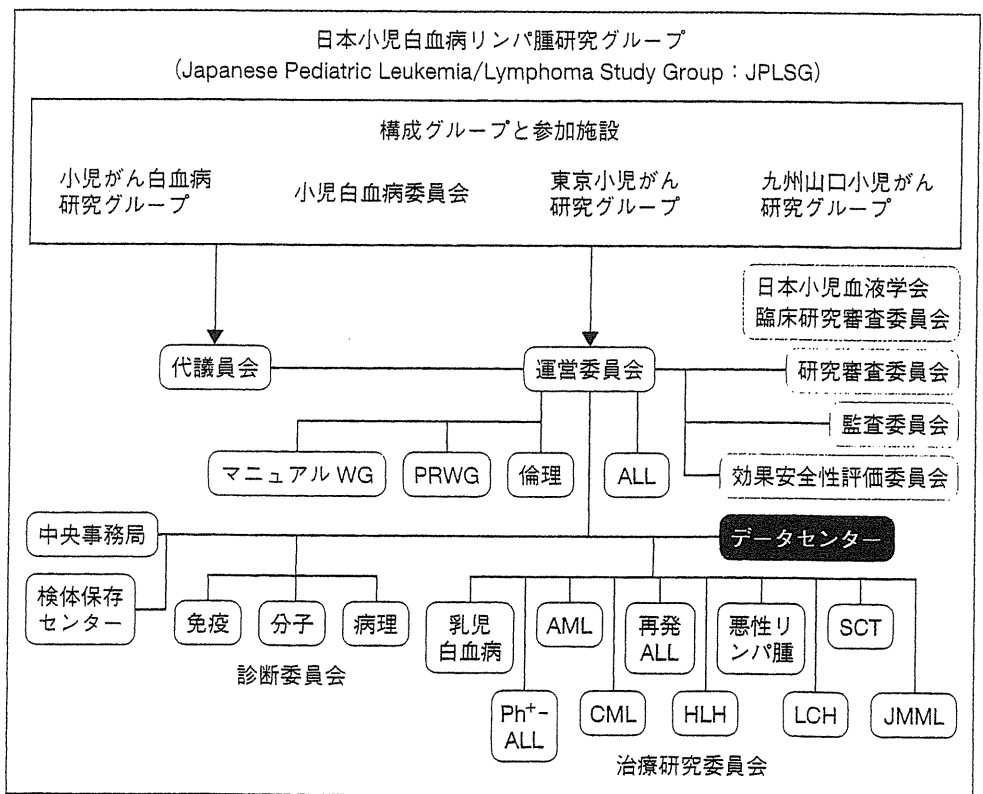 日本小児白血病リンパ腫研究グループ
（Japanese Pediatric Leukemia/Lymphoma Study Group：JPLSG）
構成グループと参加施設
小児がん白血病
研究グループ
小児白血病委員会
東京小児がん
研究グループ
九州山口小児がん
研究グループ
日本小児血液学会
臨床研究審査委員会
代議員会
運営委員会
研究審査委員会
監査委員会
マニュアル WG
PRWG
倫理
ALL
効果安全性評価委員会
中央事務局
データセンター
検体保存
センター
免疫
分子
病理
診断委員会
乳児
白血病
AML
再発
ALL
悪性リ
ンパ腫
SCT
Ph⁺-
ALL
CML
HLH
LCH
JMML
治療研究委員会